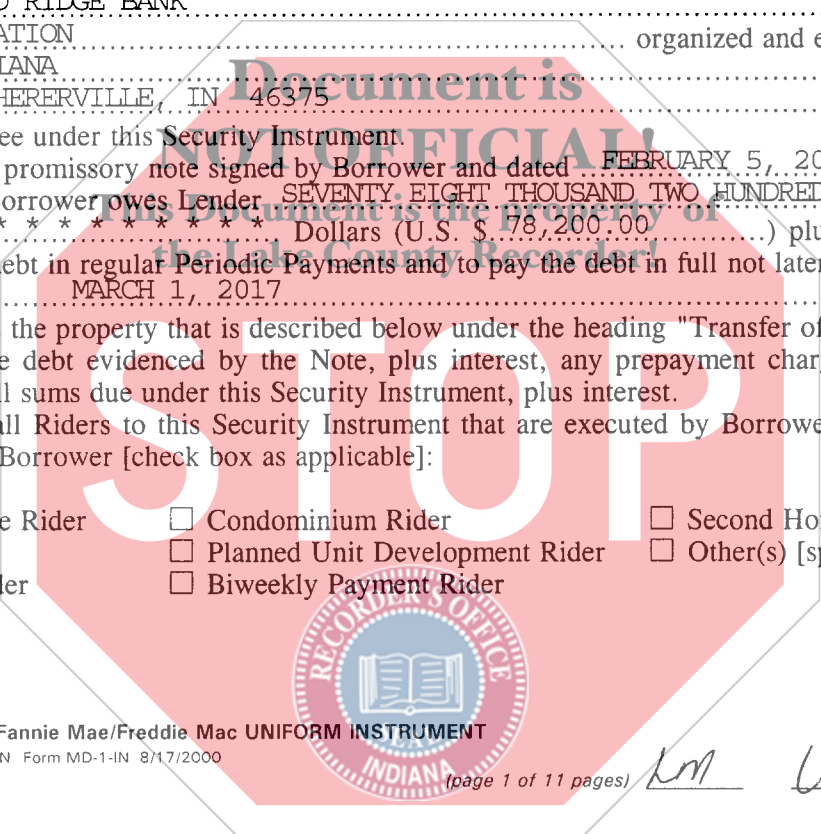 RIDGE BANK
ATION organized and e
IANA
HERERVILLE, IN 46375
Document is
NOT OFFICIAL!
This Document is the property of
the Lake County Recorder!
ee under this Security Instrument.
promissory note signed by Borrower and dated FEBRUARY 5, 20
orrower owes Lender SEVENTY EIGHT THOUSAND TWO HUNDRED
* * * * * * * * * Dollars (U.S. $ 78,200.00 ) plu
ebt in regular Periodic Payments and to pay the debt in full not later
MARCH 1, 2017
the property that is described below under the heading "Transfer of
e debt evidenced by the Note, plus interest, any prepayment char
ll sums due under this Security Instrument, plus interest.
all Riders to this Security Instrument that are executed by Borrowe
Borrower [check box as applicable]:
STOP
e Rider ☐ Condominium Rider ☐ Second Ho
☐ Planned Unit Development Rider ☐ Other(s) [s
der ☐ Biweekly Payment Rider
RECORDER'S OFFICE
SEAL
INDIANA
Fannie Mae/Freddie Mac UNIFORM INSTRUMENT
N Form MD-1-IN 8/17/2000
(page 1 of 11 pages)